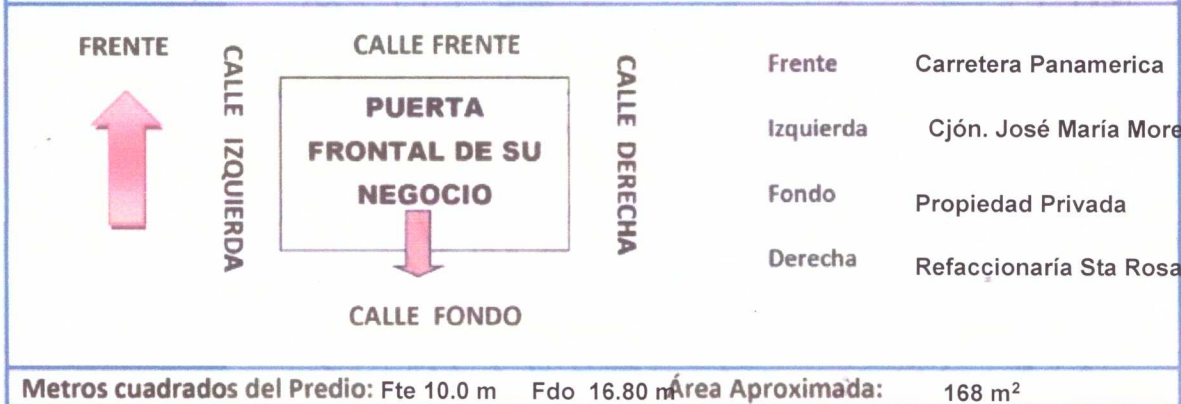 FRENTE
CALLE IZQUIERDA
CALLE FRENTE
PUERTA
FRONTAL DE SU
NEGOCIO
CALLE DERECHA
CALLE FONDO
Frente Carretera Panamerica
Izquierda Cjón. José María More
Fondo Propiedad Privada
Derecha Refaccionaría Sta Rosa
Metros cuadrados del Predio: Fte 10.0 m Fdo 16.80 m Área Aproximada: 168 m²